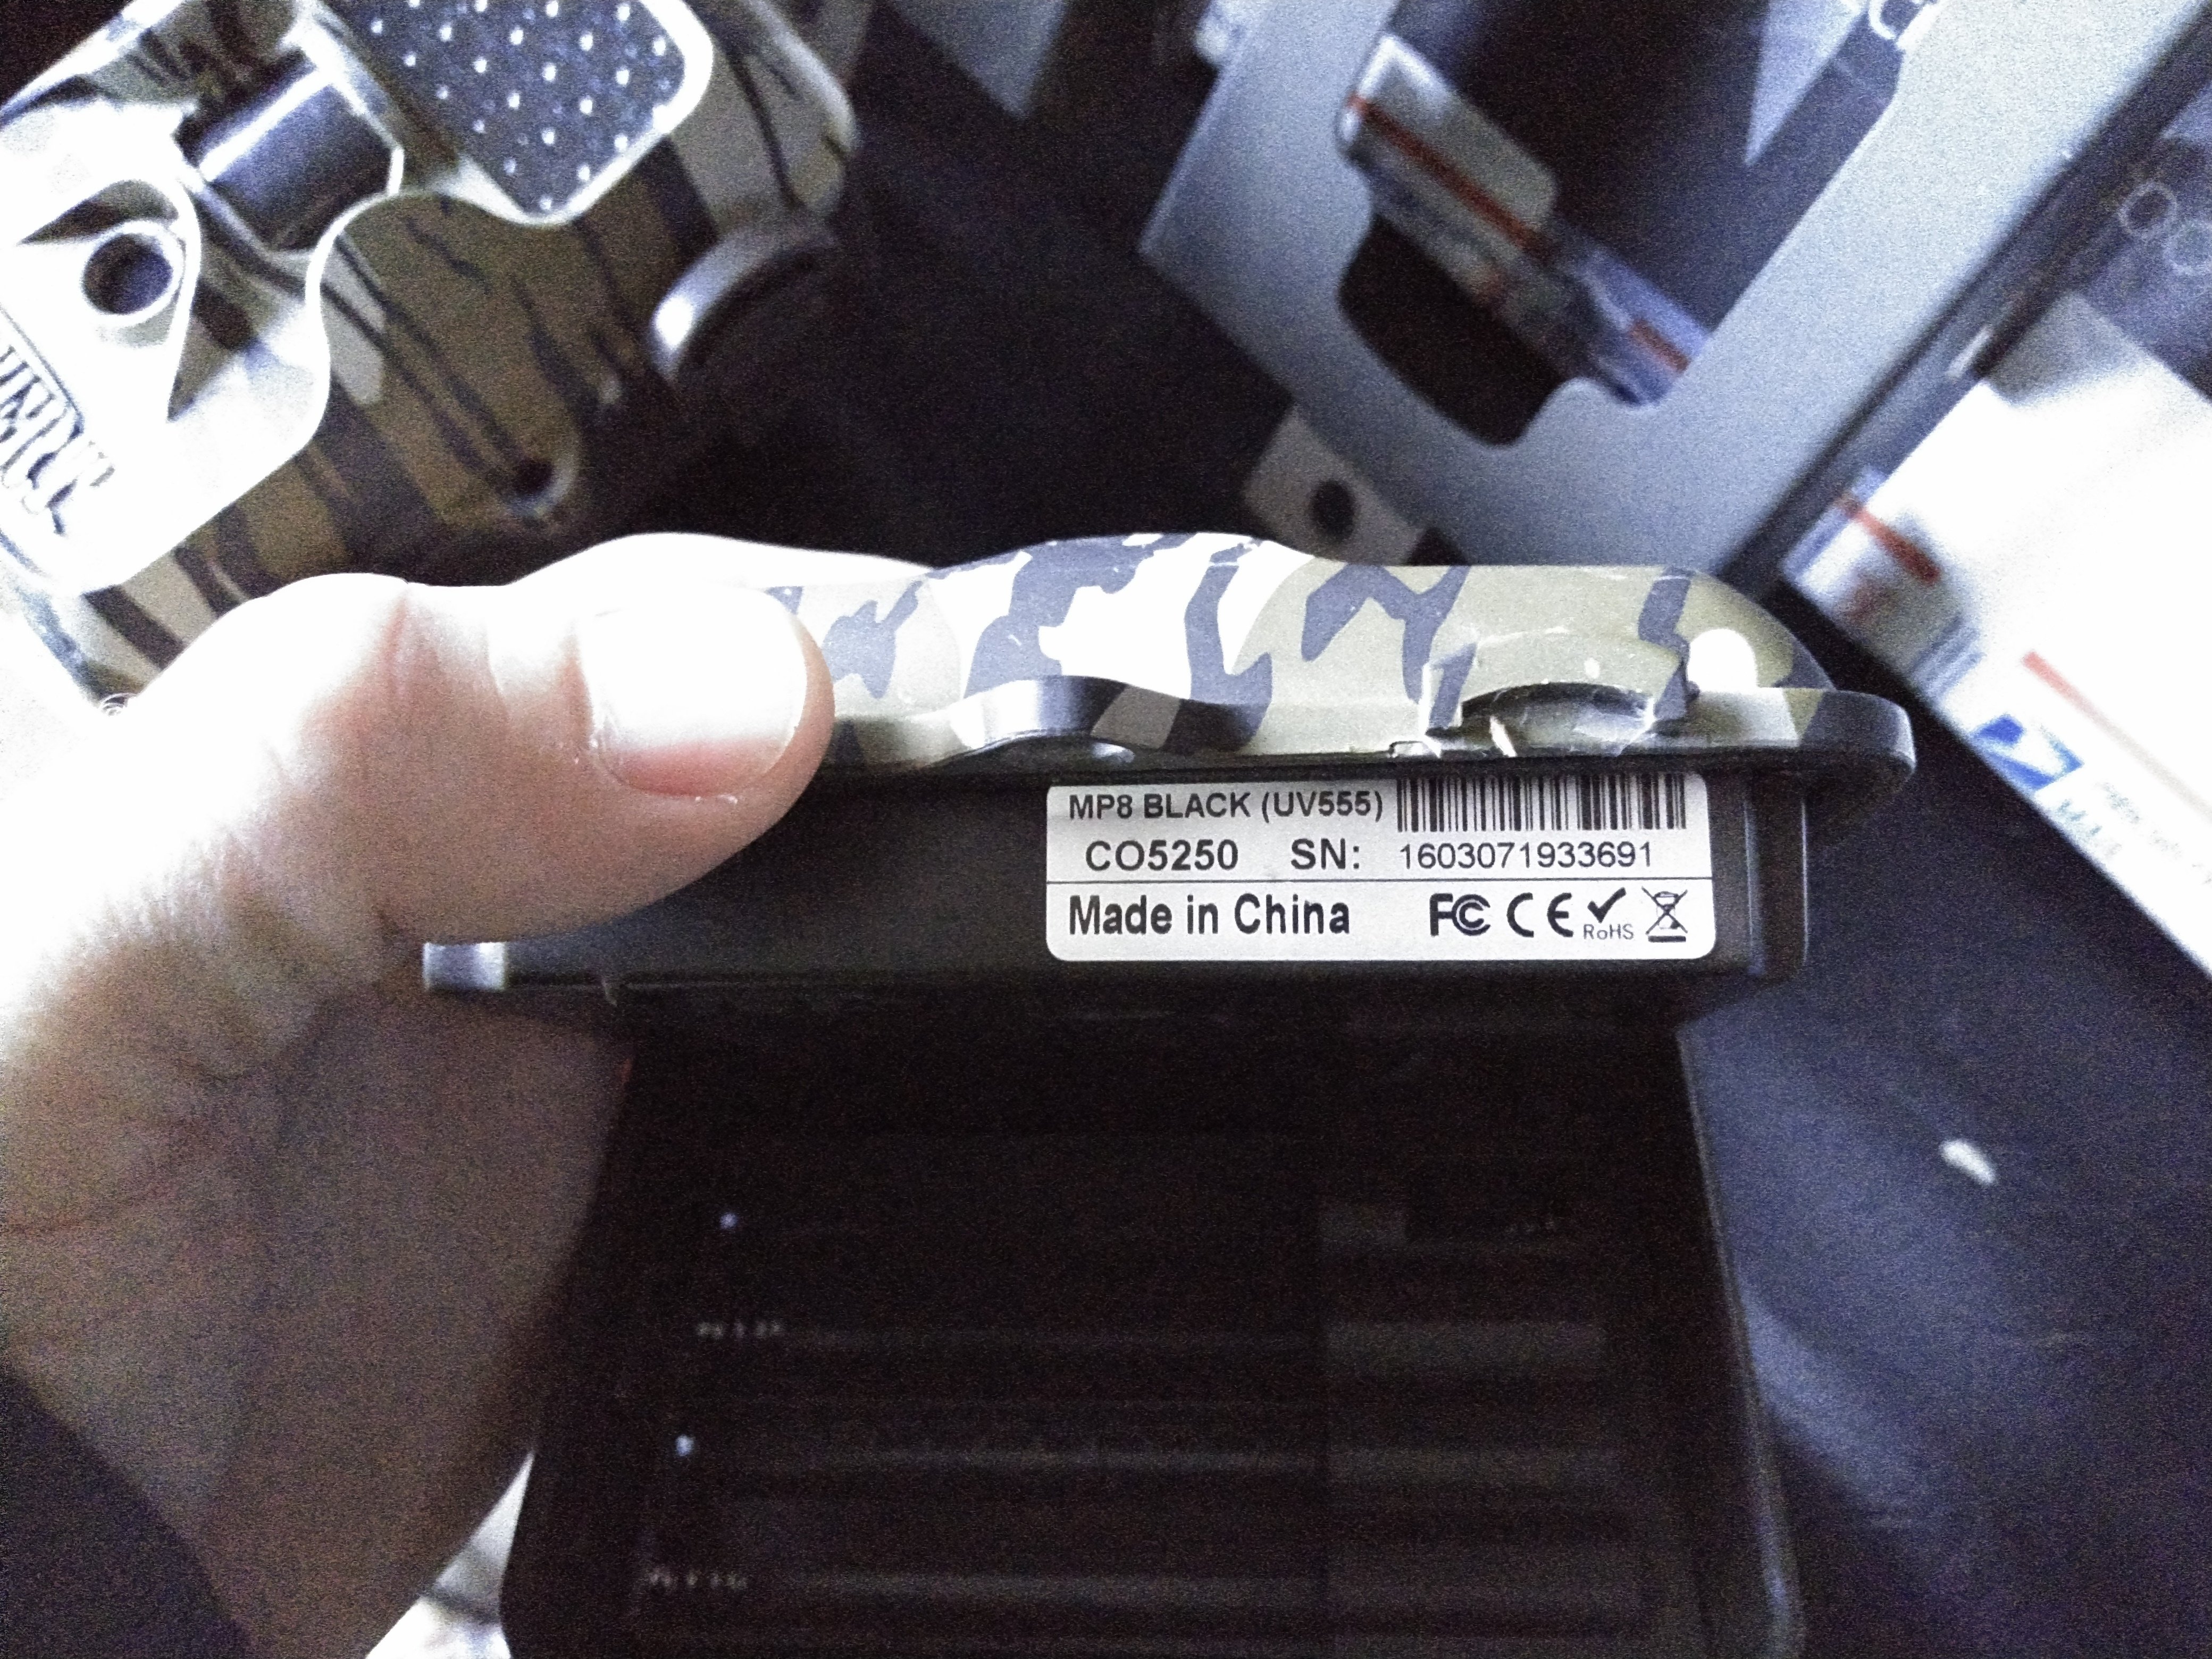 MP8 BLACK (UV555)
CO5250 SN: 1603071933691
Made in China FC CE RoHS